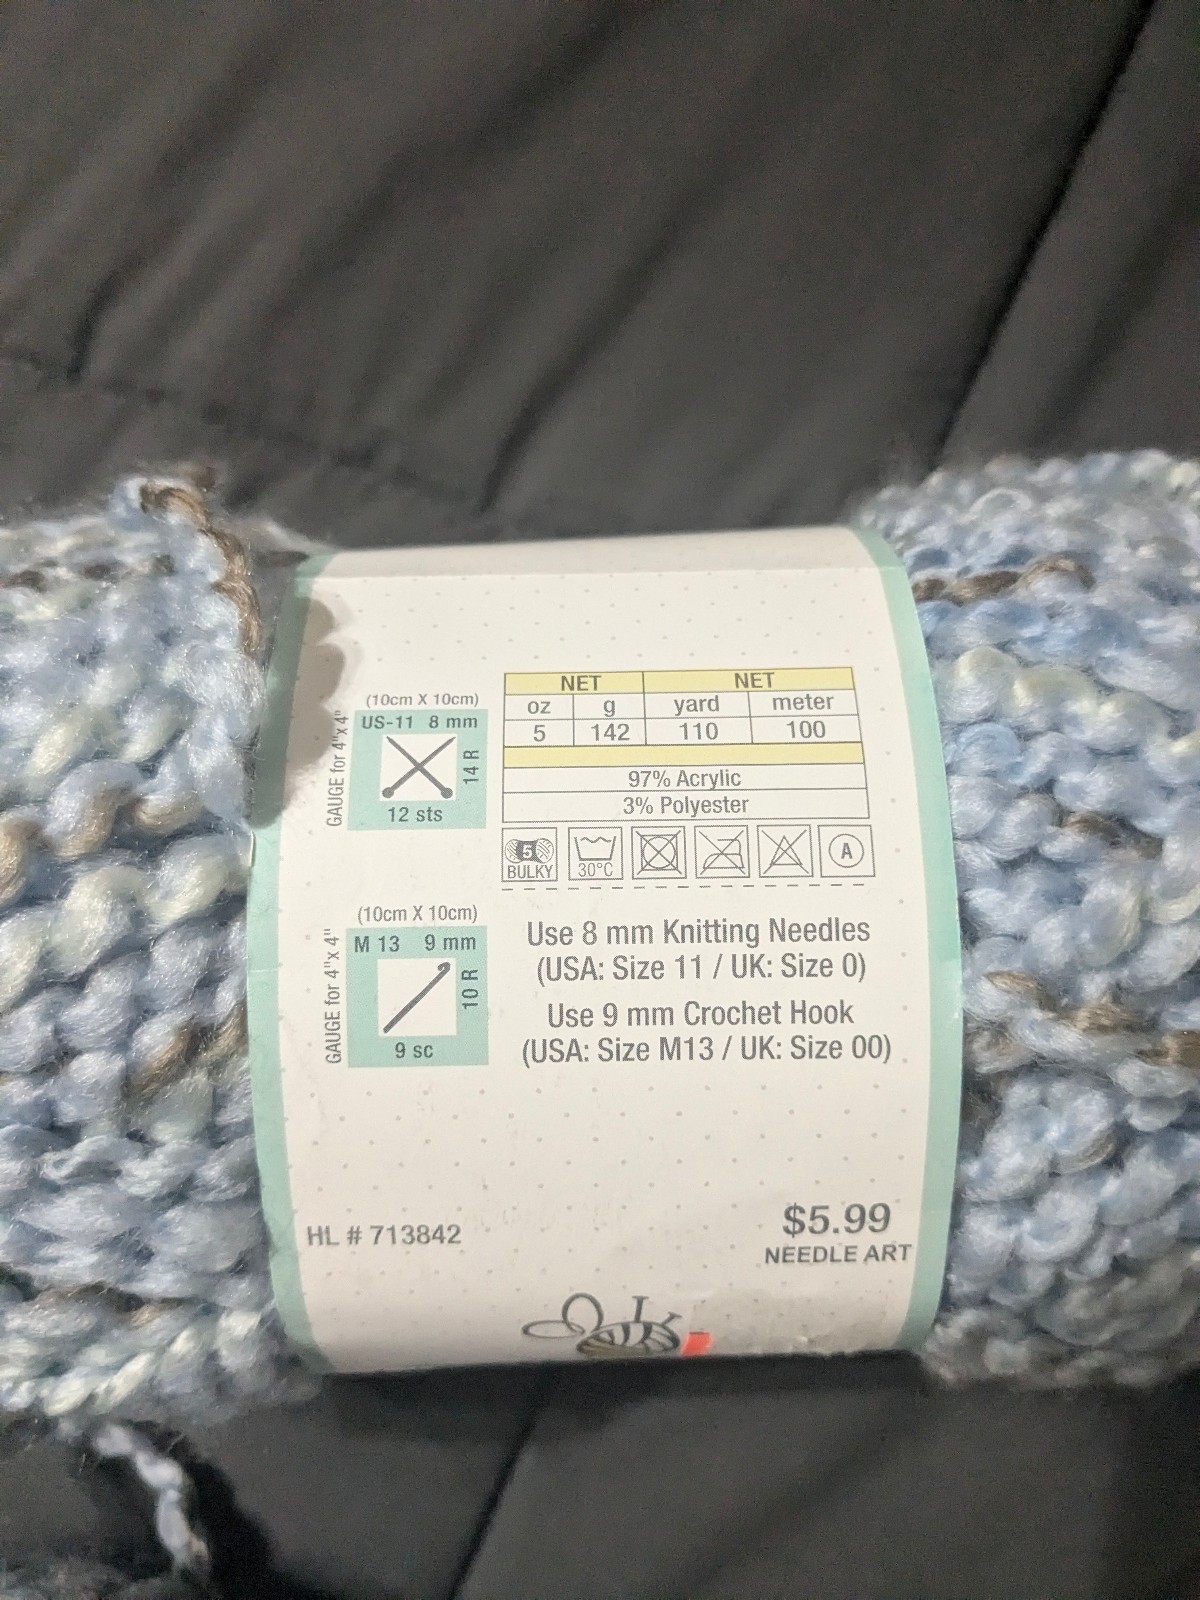 (10cm X 10cm)
GAUGE for 4"x 4"
US-11 8 mm
14 R
12 sts
NET NET
oz g yard meter
5 142 110 100
97% Acrylic
3% Polyester
5
BULKY
30°C
A
(10cm X 10cm)
GAUGE for 4"x 4"
M 13 9 mm
10 R
9 sc
Use 8 mm Knitting Needles
(USA: Size 11 / UK: Size 0)
Use 9 mm Crochet Hook
(USA: Size M13 / UK: Size 00)
HL # 713842
$5.99
NEEDLE ART